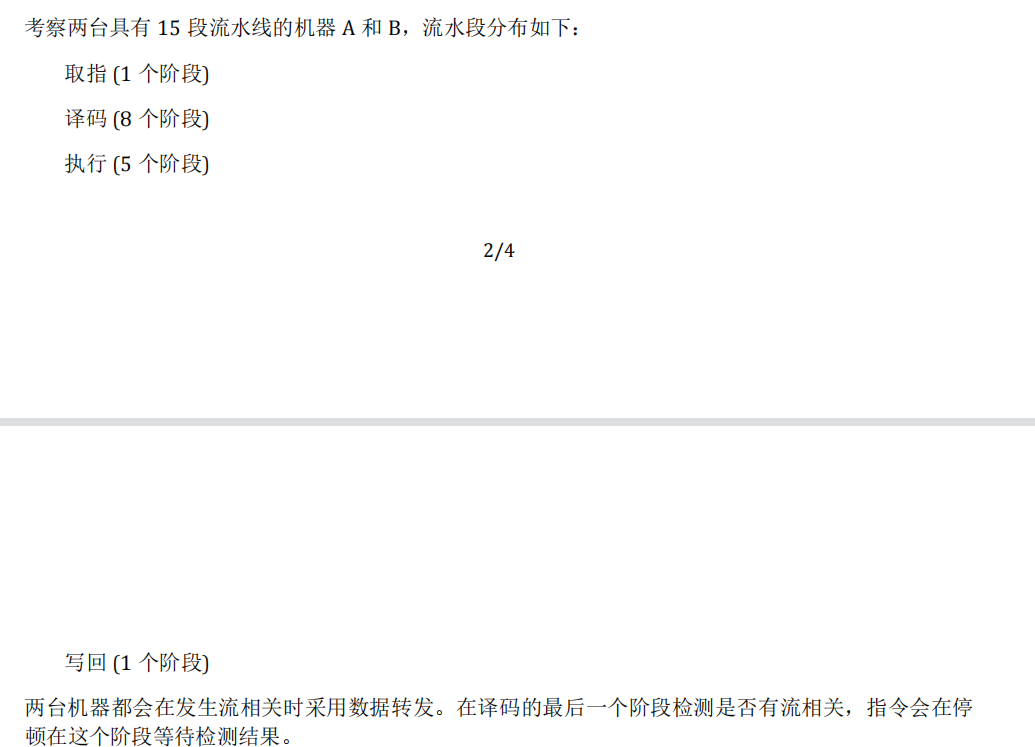 考察两台具有 15 段流水线的机器 A 和 B，流水段分布如下：
取指 (1 个阶段)
译码 (8 个阶段)
执行 (5 个阶段)
2/4
写回 (1 个阶段)
两台机器都会在发生流相关时采用数据转发。在译码的最后一个阶段检测是否有流相关，指令会在停
顿在这个阶段等待检测结果。